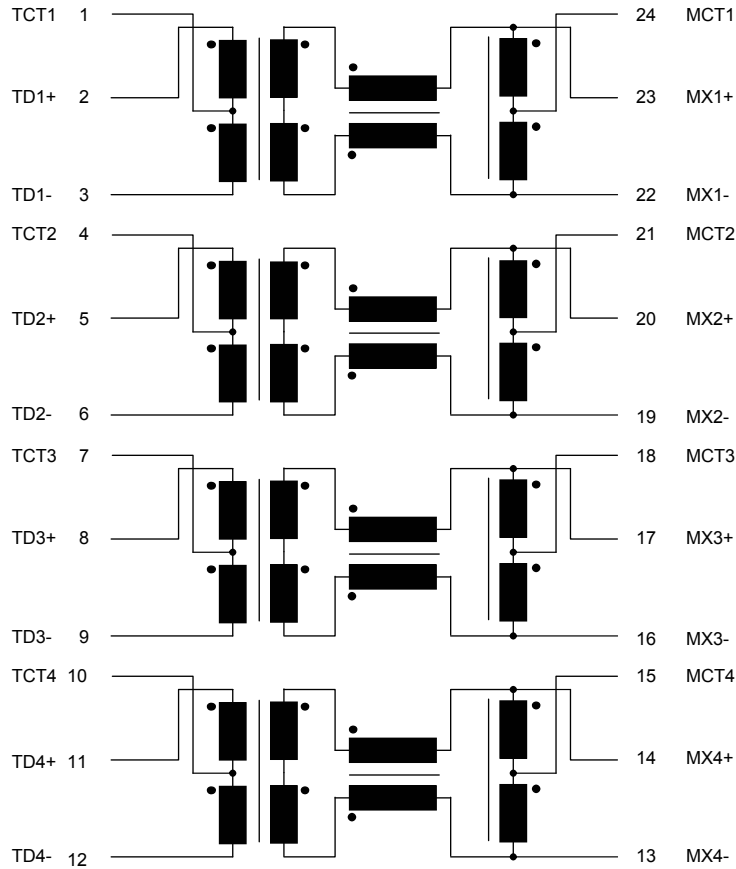 TCT1 1 24 MCT1
TD1+ 2 23 MX1+
TD1- 3 22 MX1-
TCT2 4 21 MCT2
TD2+ 5 20 MX2+
TD2- 6 19 MX2-
TCT3 7 18 MCT3
TD3+ 8 17 MX3+
TD3- 9 16 MX3-
TCT4 10 15 MCT4
TD4+ 11 14 MX4+
TD4- 12 13 MX4-